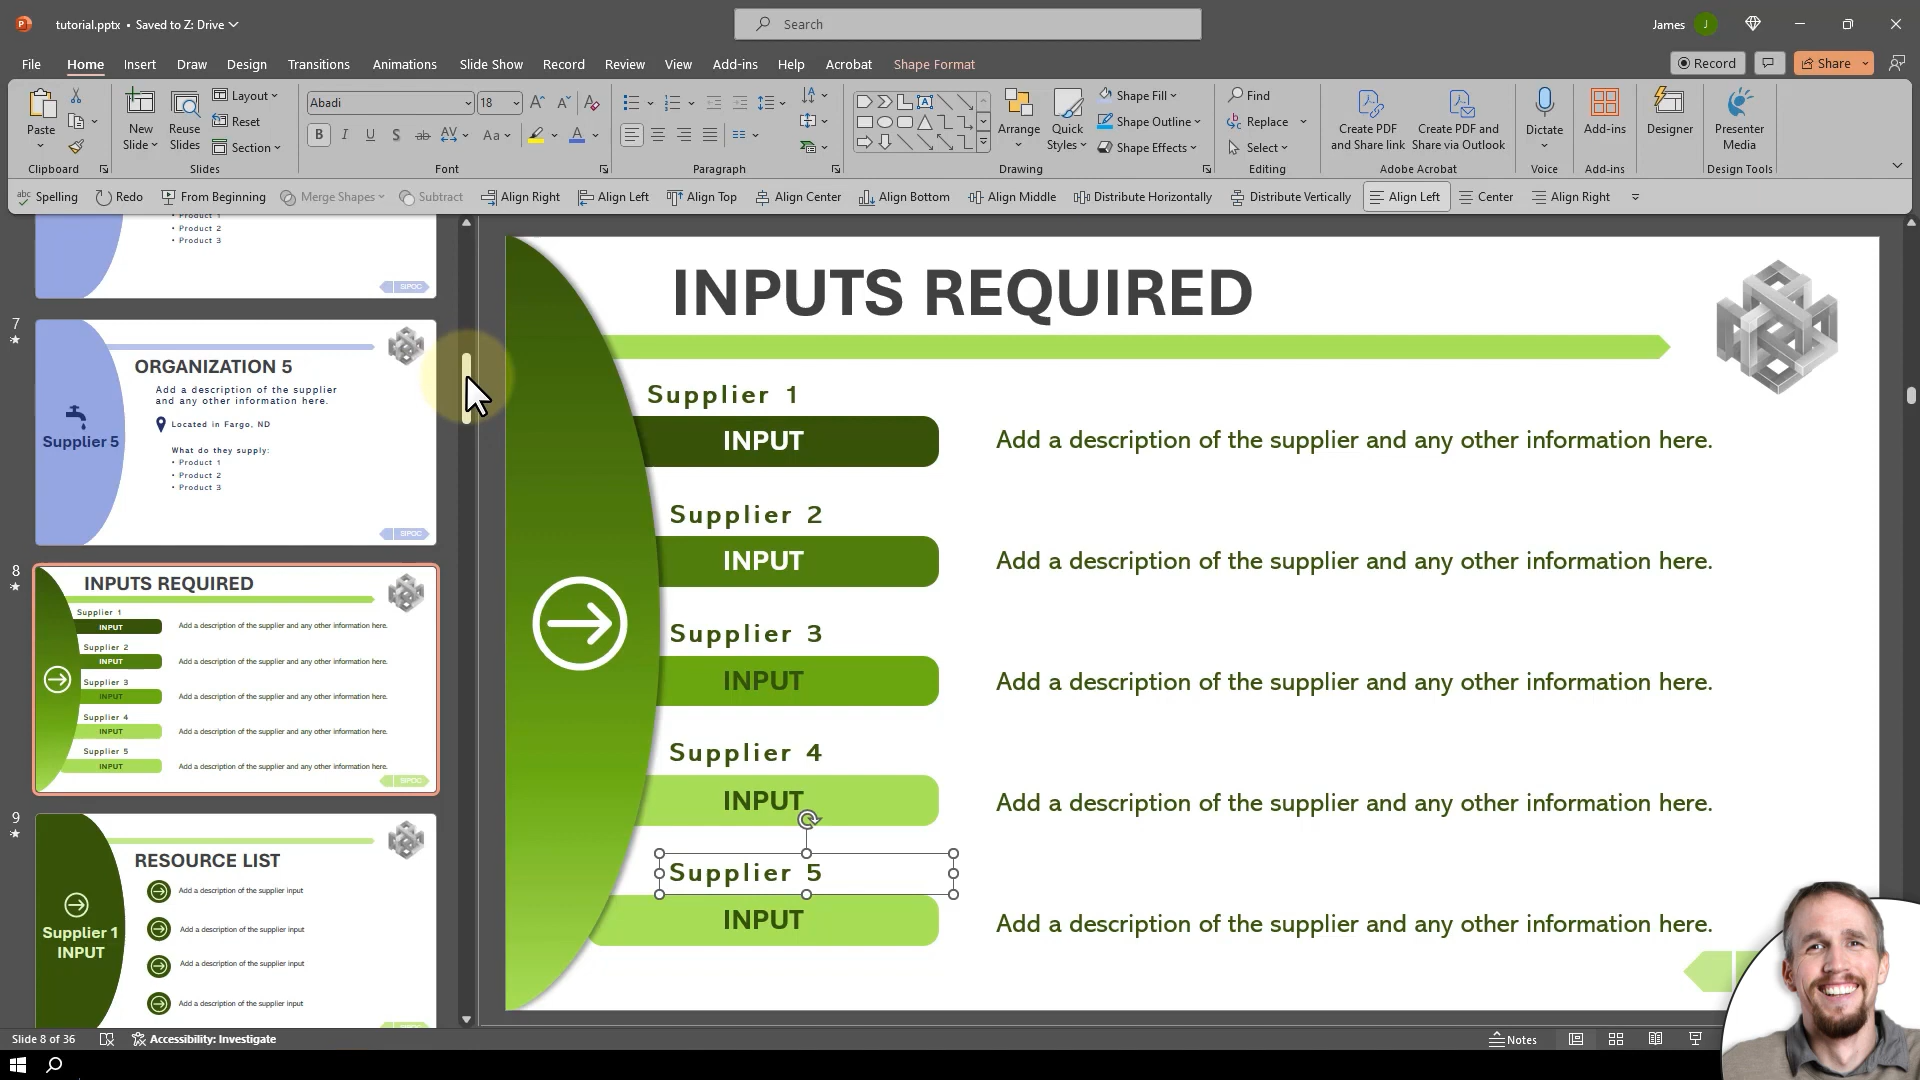 tutorial.pptx • Saved to Z: Drive
Search
James
J
File Home Insert Draw Design Transitions Animations Slide Show Record Review View Add-ins Help Acrobat Shape Format
Record
Share
Paste
Clipboard
New Slide
Reuse Slides
Layout
Reset
Section
Slides
Abadi
18
Font
Paragraph
Arrange
Quick Styles
Shape Fill
Shape Outline
Shape Effects
Drawing
Find
Replace
Select
Editing
Create PDF and Share link
Create PDF and Share via Outlook
Adobe Acrobat
Dictate
Voice
Add-ins
Add-ins
Designer
Presenter Media
Design Tools
Spelling Redo From Beginning Merge Shapes Subtract Align Right Align Left Align Top Align Center Align Bottom Align Middle Distribute Horizontally Distribute Vertically Align Left Center Align Right
• Product 1
• Product 2
• Product 3
SIPOC
7
ORGANIZATION 5
Add a description of the supplier
and any other information here.
Located in Fargo, ND
Supplier 5
What do they supply:
• Product 1
• Product 2
• Product 3
SIPOC
8
INPUTS REQUIRED
Supplier 1
INPUT Add a description of the supplier and any other information here.
Supplier 2
INPUT Add a description of the supplier and any other information here.
Supplier 3
INPUT Add a description of the supplier and any other information here.
Supplier 4
INPUT Add a description of the supplier and any other information here.
Supplier 5
INPUT Add a description of the supplier and any other information here.
SIPOC
9
RESOURCE LIST
Add a description of the supplier input
Add a description of the supplier input
Add a description of the supplier input
Add a description of the supplier input
Supplier 1
INPUT
INPUTS REQUIRED
Supplier 1
INPUT Add a description of the supplier and any other information here.
Supplier 2
INPUT Add a description of the supplier and any other information here.
Supplier 3
INPUT Add a description of the supplier and any other information here.
Supplier 4
INPUT Add a description of the supplier and any other information here.
Supplier 5
INPUT Add a description of the supplier and any other information here.
Slide 8 of 36
Accessibility: Investigate
Notes